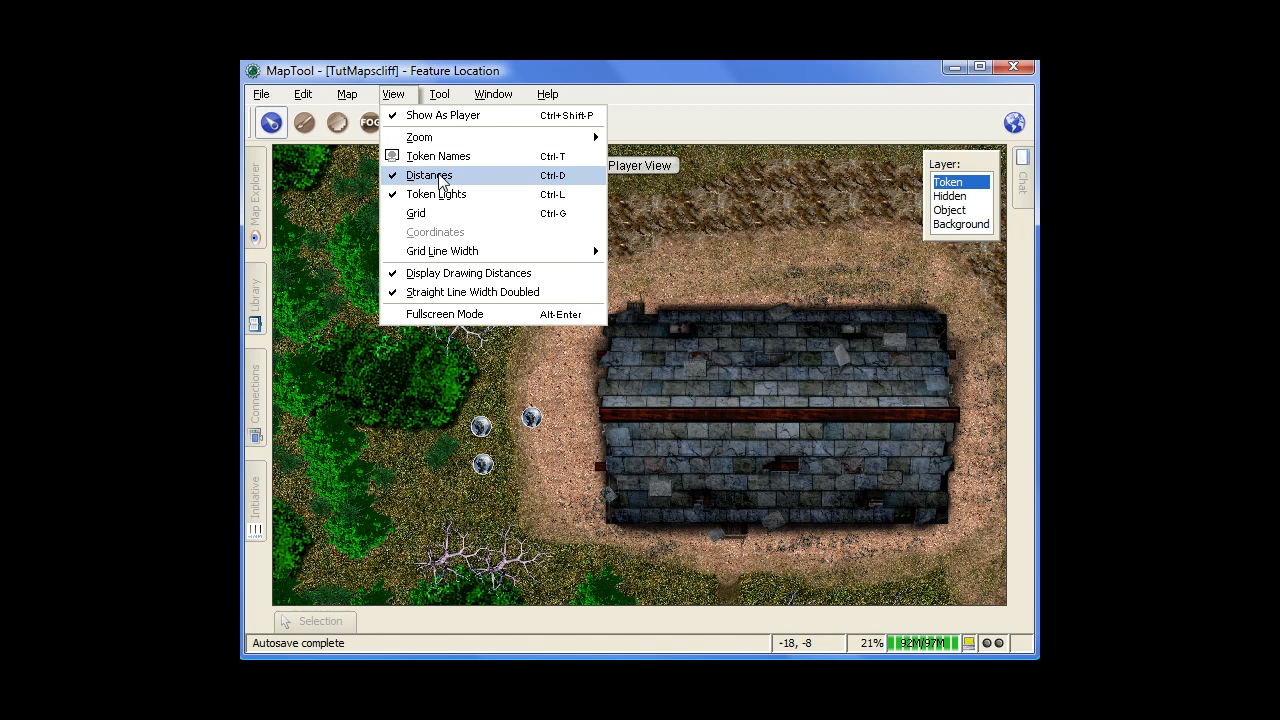 MapTool - [TutMapscliff] - Feature Location
File Edit Map View Tool Window Help
FOG
Show As Player Ctrl+Shift-P
Zoom
Token Names Ctrl-T
Distances Ctrl-D
Token Lights Ctrl-L
Grid Ctrl-G
Coordinates
Grid Line Width
Display Drawing Distances
Straight Line Width Doubled
Fullscreen Mode Alt-Enter
Player View
Layer:
Token
Hidden
Object
Background
Map Explorer
Library
Connections
Initiative
Chat
Selection
Autosave complete -18, -8 21% 92M/97M